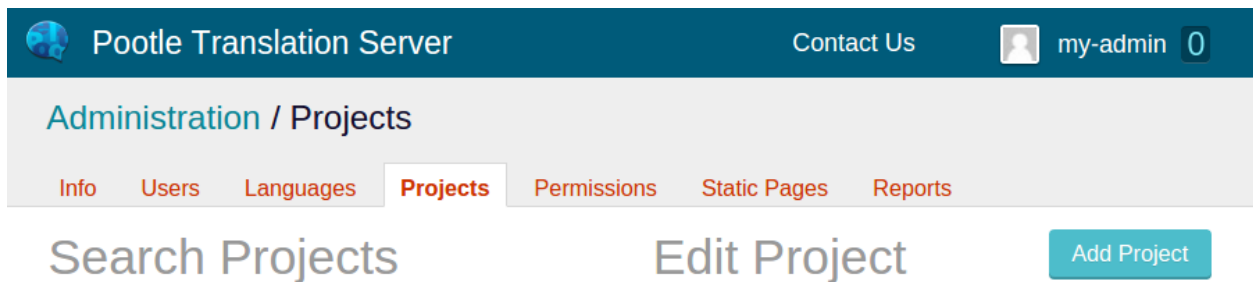 Pootle Translation Server Contact Us my-admin 0
Administration / Projects
Info Users Languages Projects Permissions Static Pages Reports
Search Projects Edit Project Add Project